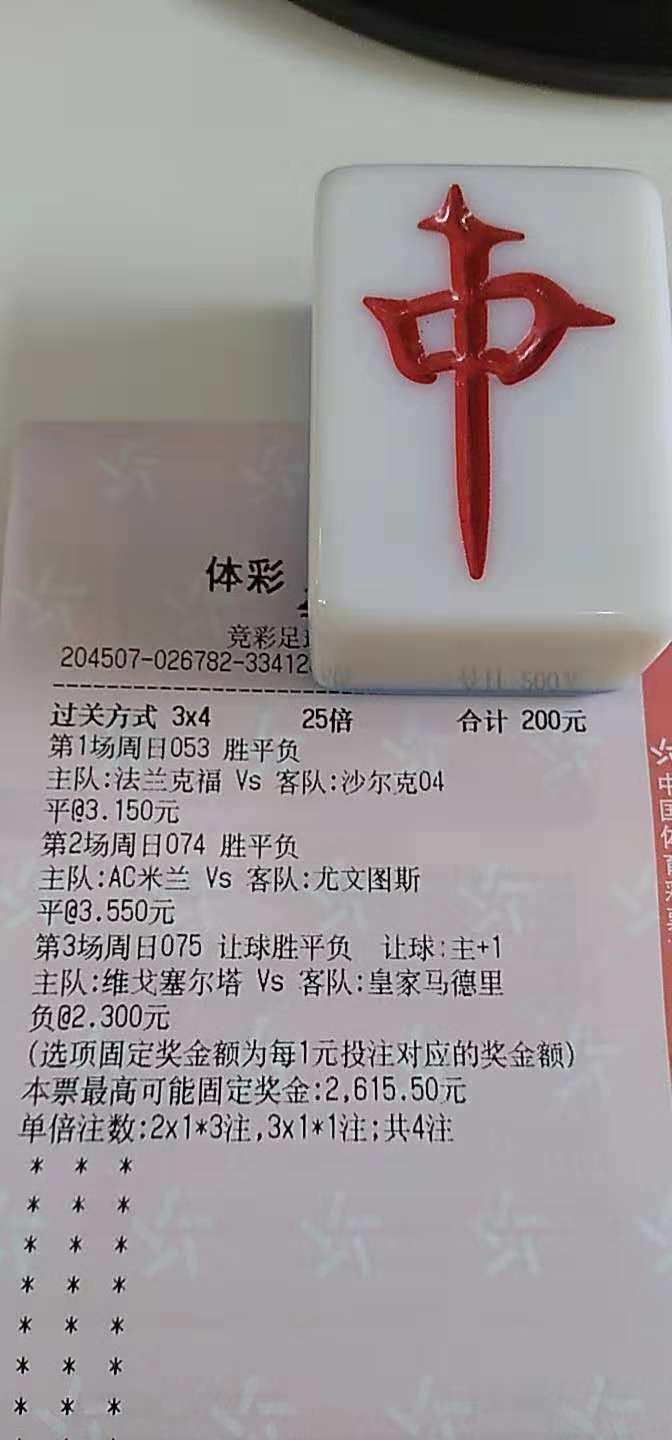 中
体彩
竞彩足
204507-026782-33412
过关方式 3x4 25倍 合计 200元
第1场周日053 胜平负
主队:法兰克福 Vs 客队:沙尔克04
平@3.150元
第2场周日074 胜平负
主队:AC米兰 Vs 客队:尤文图斯
平@3.550元
第3场周日075 让球胜平负 让球:主+1
主队:维戈塞尔塔 Vs 客队:皇家马德里
负@2.300元
(选项固定奖金额为每1元投注对应的奖金额)
本票最高可能固定奖金:2,615.50元
单倍注数:2x1*3注,3x1*1注;共4注
* * *
* * *
* * *
* * *
* * *
* * *
* * *
中国体育彩